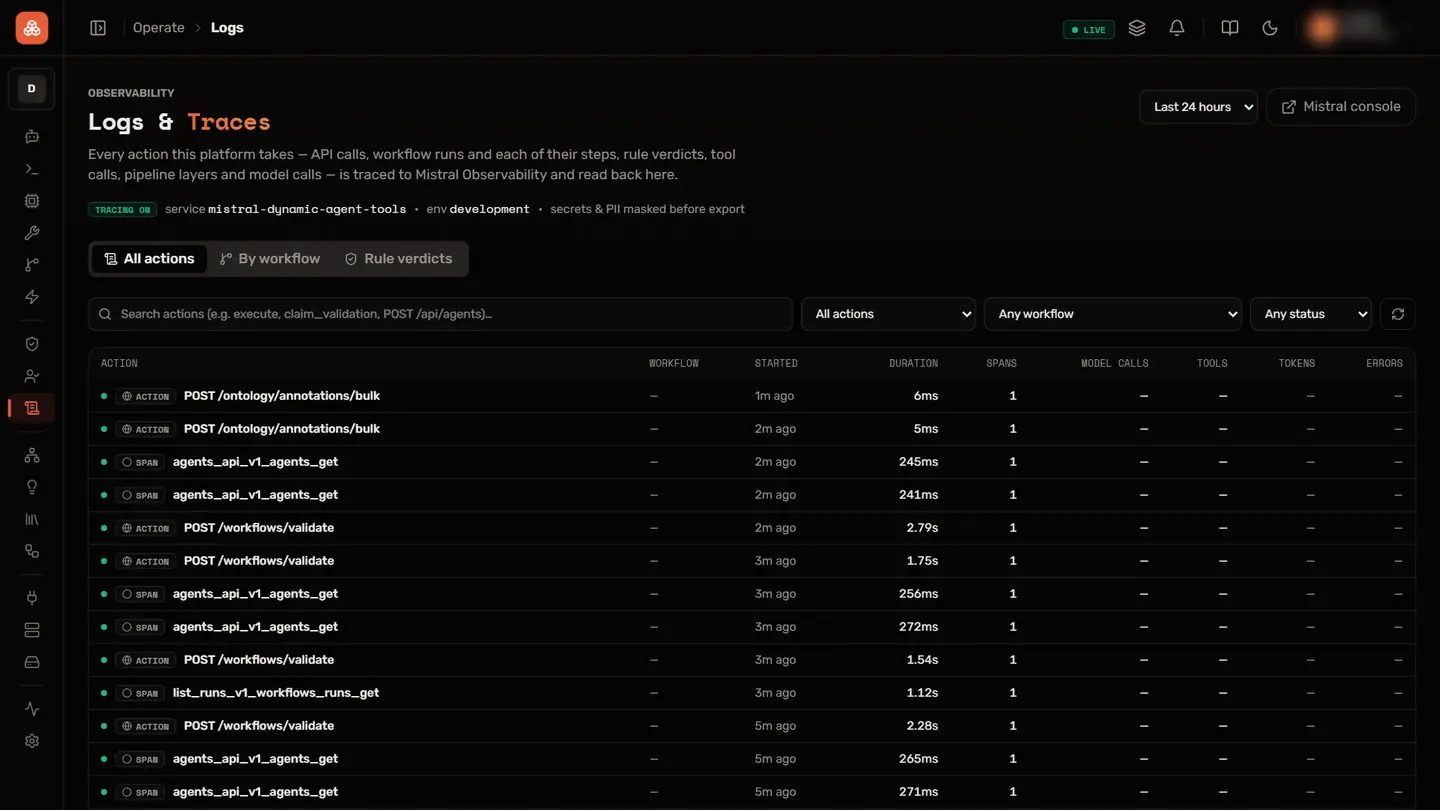 Operate > Logs
LIVE
D
OBSERVABILITY
Logs & Traces
Last 24 hours
Mistral console
Every action this platform takes — API calls, workflow runs and each of their steps, rule verdicts, tool
calls, pipeline layers and model calls — is traced to Mistral Observability and read back here.
TRACING ON service mistral-dynamic-agent-tools • env development • secrets & PII masked before export
All actions By workflow Rule verdicts
Search actions (e.g. execute, claim_validation, POST /api/agents)… All actions Any workflow Any status
ACTION WORKFLOW STARTED DURATION SPANS MODEL CALLS TOOLS TOKENS ERRORS
ACTION POST /ontology/annotations/bulk — 1m ago 6ms 1 — — — —
ACTION POST /ontology/annotations/bulk — 2m ago 5ms 1 — — — —
SPAN agents_api_v1_agents_get — 2m ago 245ms 1 — — — —
SPAN agents_api_v1_agents_get — 2m ago 241ms 1 — — — —
ACTION POST /workflows/validate — 2m ago 2.79s 1 — — — —
ACTION POST /workflows/validate — 3m ago 1.75s 1 — — — —
SPAN agents_api_v1_agents_get — 3m ago 256ms 1 — — — —
SPAN agents_api_v1_agents_get — 3m ago 272ms 1 — — — —
ACTION POST /workflows/validate — 3m ago 1.54s 1 — — — —
SPAN list_runs_v1_workflows_runs_get — 3m ago 1.12s 1 — — — —
ACTION POST /workflows/validate — 5m ago 2.28s 1 — — — —
SPAN agents_api_v1_agents_get — 5m ago 265ms 1 — — — —
SPAN agents_api_v1_agents_get — 5m ago 271ms 1 — — — —